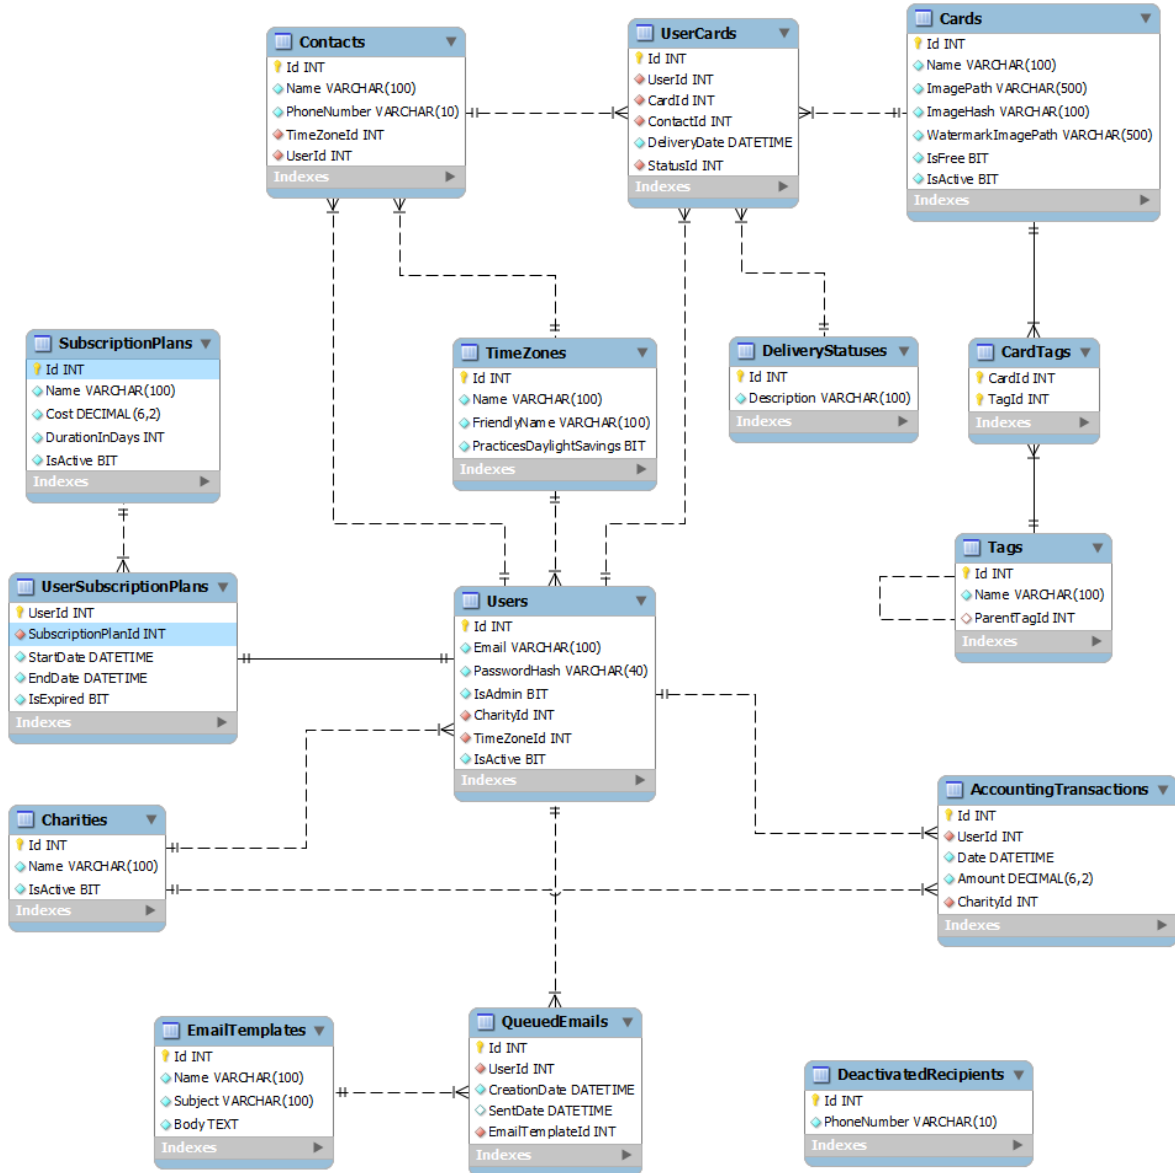 Contacts
Id INT
Name VARCHAR(100)
PhoneNumber VARCHAR(10)
TimeZoneId INT
UserId INT
Indexes
UserCards
Id INT
UserId INT
CardId INT
ContactId INT
DeliveryDate DATETIME
StatusId INT
Indexes
Cards
Id INT
Name VARCHAR(100)
ImagePath VARCHAR(500)
ImageHash VARCHAR(100)
WatermarkImagePath VARCHAR(500)
IsFree BIT
IsActive BIT
Indexes
SubscriptionPlans
Id INT
Name VARCHAR(100)
Cost DECIMAL(6,2)
DurationInDays INT
IsActive BIT
Indexes
TimeZones
Id INT
Name VARCHAR(100)
FriendlyName VARCHAR(100)
PracticesDaylightSavings BIT
Indexes
DeliveryStatuses
Id INT
Description VARCHAR(100)
Indexes
CardTags
CardId INT
TagId INT
Indexes
Tags
Id INT
Name VARCHAR(100)
ParentTagId INT
Indexes
UserSubscriptionPlans
UserId INT
SubscriptionPlanId INT
StartDate DATETIME
EndDate DATETIME
IsExpired BIT
Indexes
Users
Id INT
Email VARCHAR(100)
PasswordHash VARCHAR(40)
IsAdmin BIT
CharityId INT
TimeZoneId INT
IsActive BIT
Indexes
Charities
Id INT
Name VARCHAR(100)
IsActive BIT
Indexes
AccountingTransactions
Id INT
UserId INT
Date DATETIME
Amount DECIMAL(6,2)
CharityId INT
Indexes
EmailTemplates
Id INT
Name VARCHAR(100)
Subject VARCHAR(100)
Body TEXT
Indexes
QueuedEmails
Id INT
UserId INT
CreationDate DATETIME
SentDate DATETIME
EmailTemplateId INT
Indexes
DeactivatedRecipients
Id INT
PhoneNumber VARCHAR(10)
Indexes